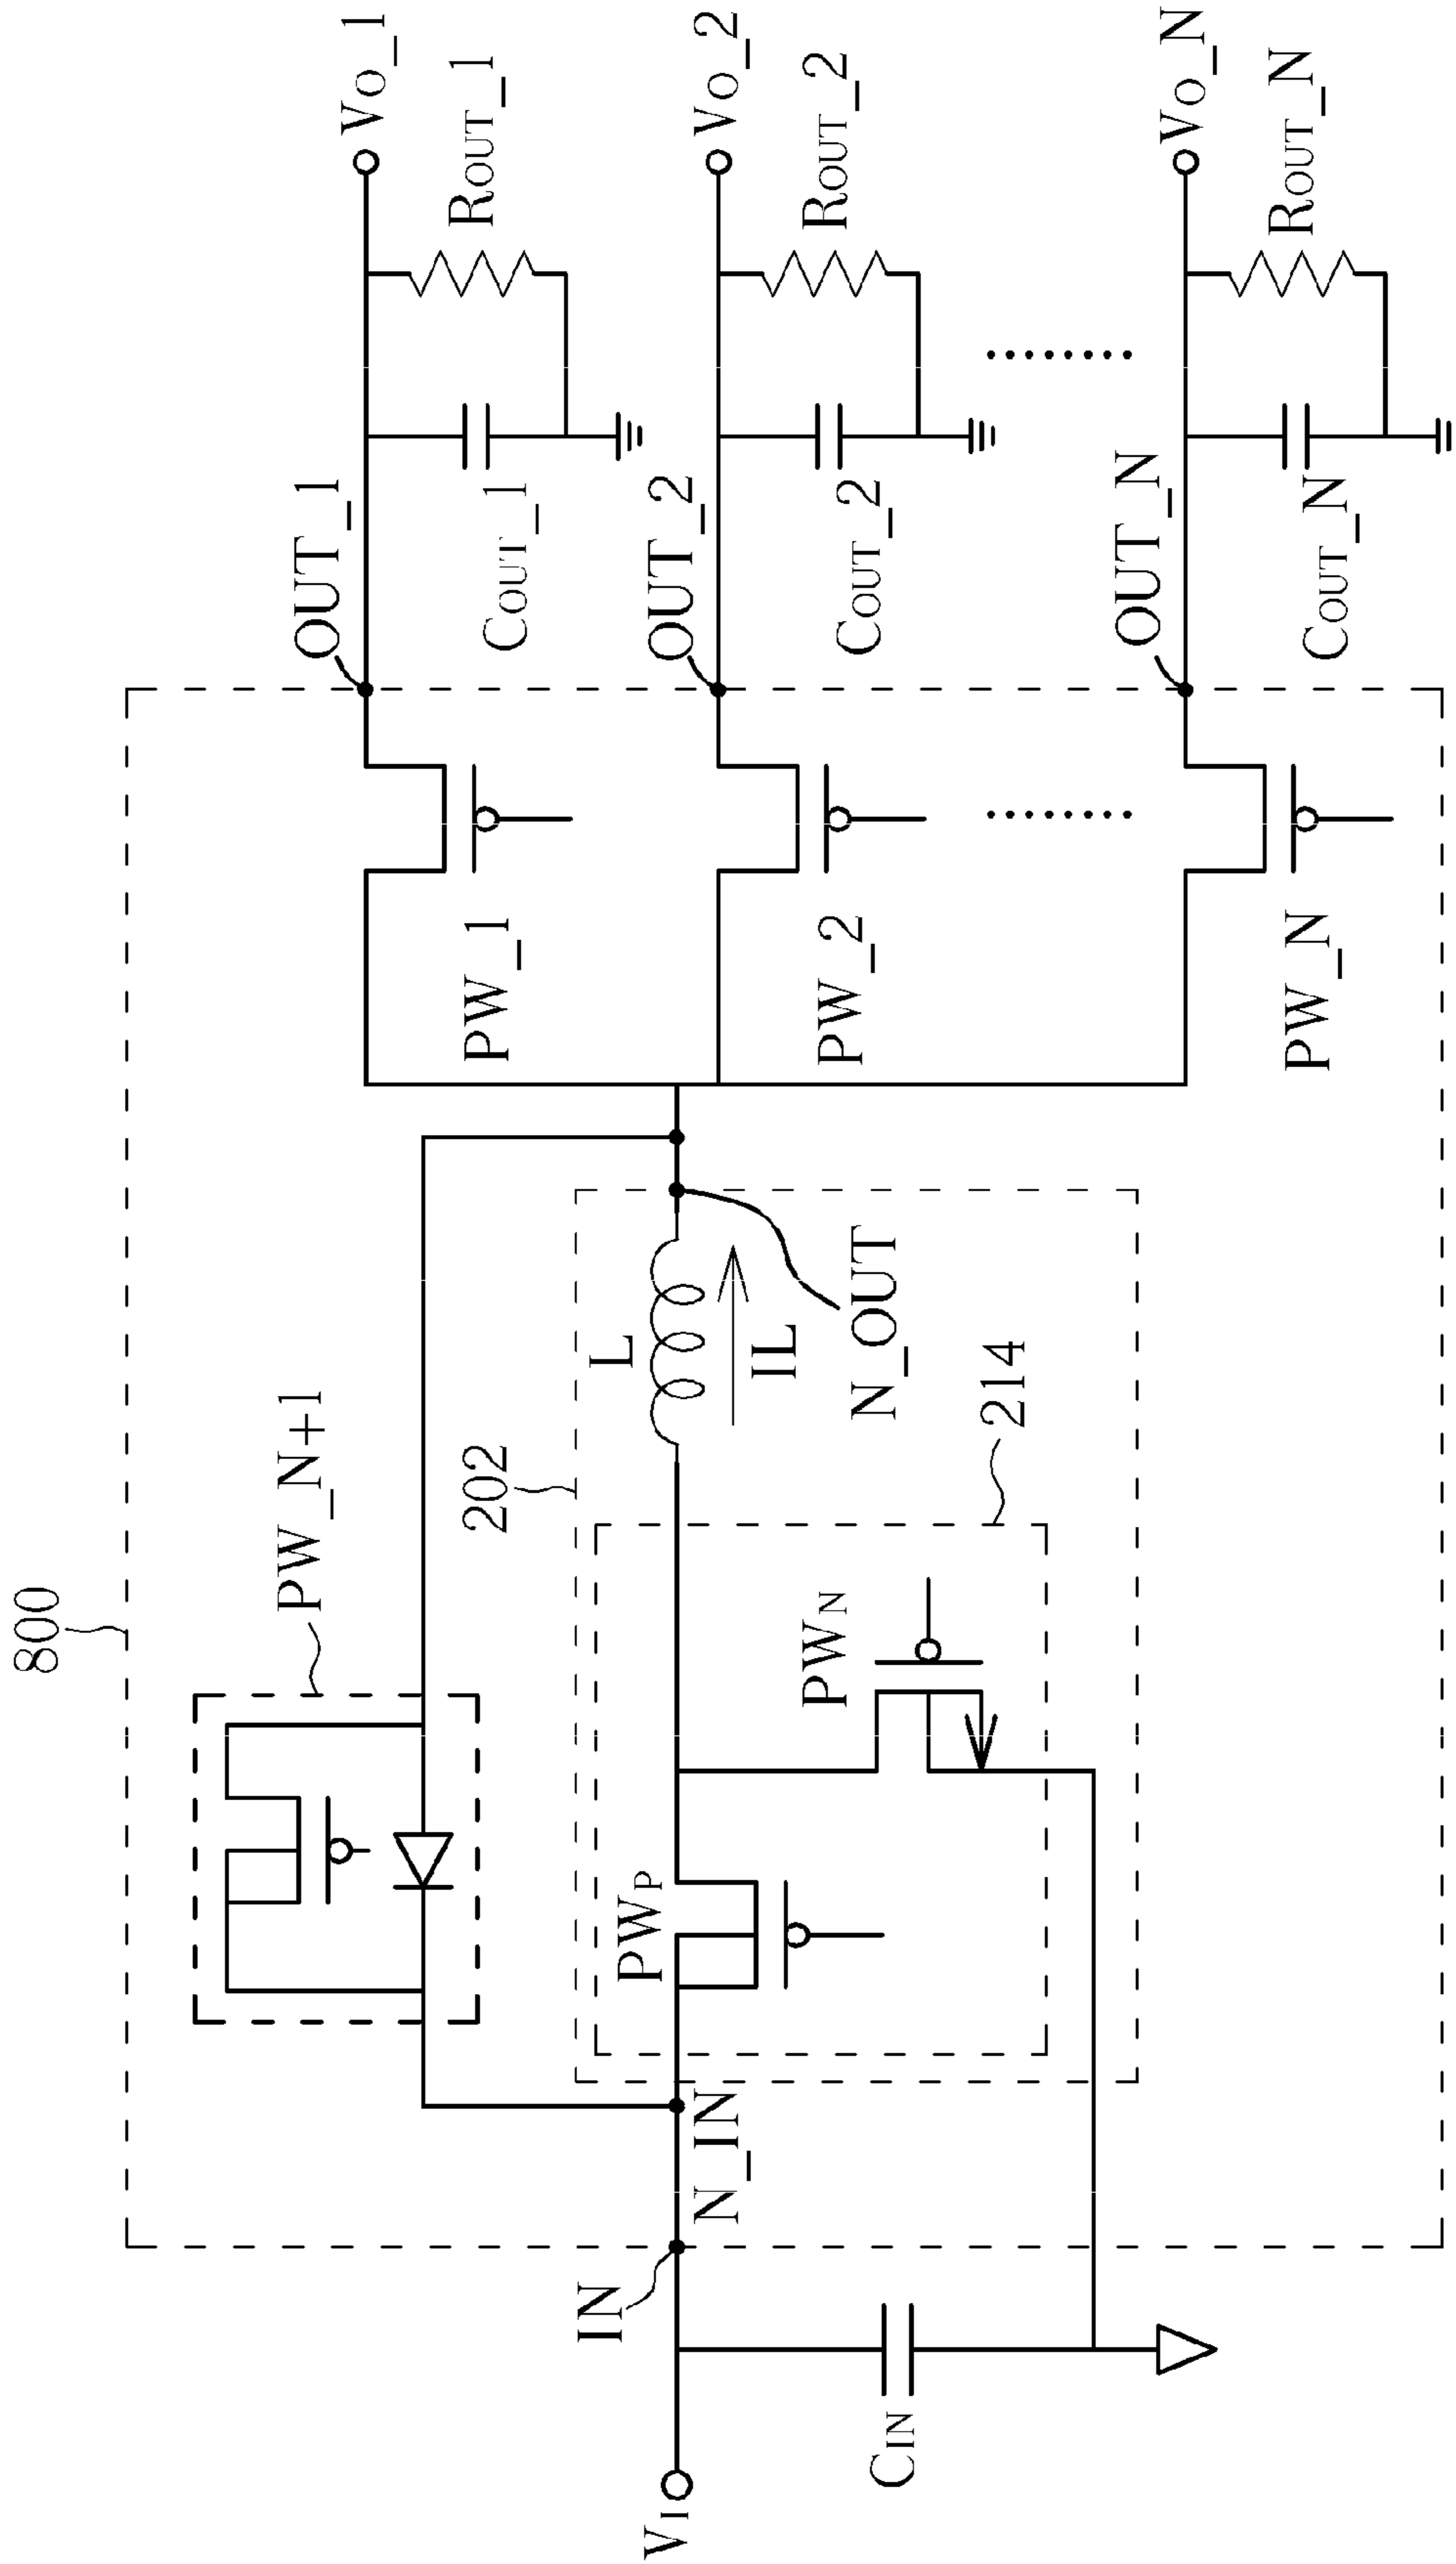 800
PW_N+1
202
L
IL
N_OUT
214
PWP
PWN
VI
IN
N_IN
CIN
PW_1
OUT_1
COUT_1
ROUT_1
VO_1
PW_2
OUT_2
COUT_2
ROUT_2
VO_2
........
........
PW_N
OUT_N
COUT_N
ROUT_N
VO_N